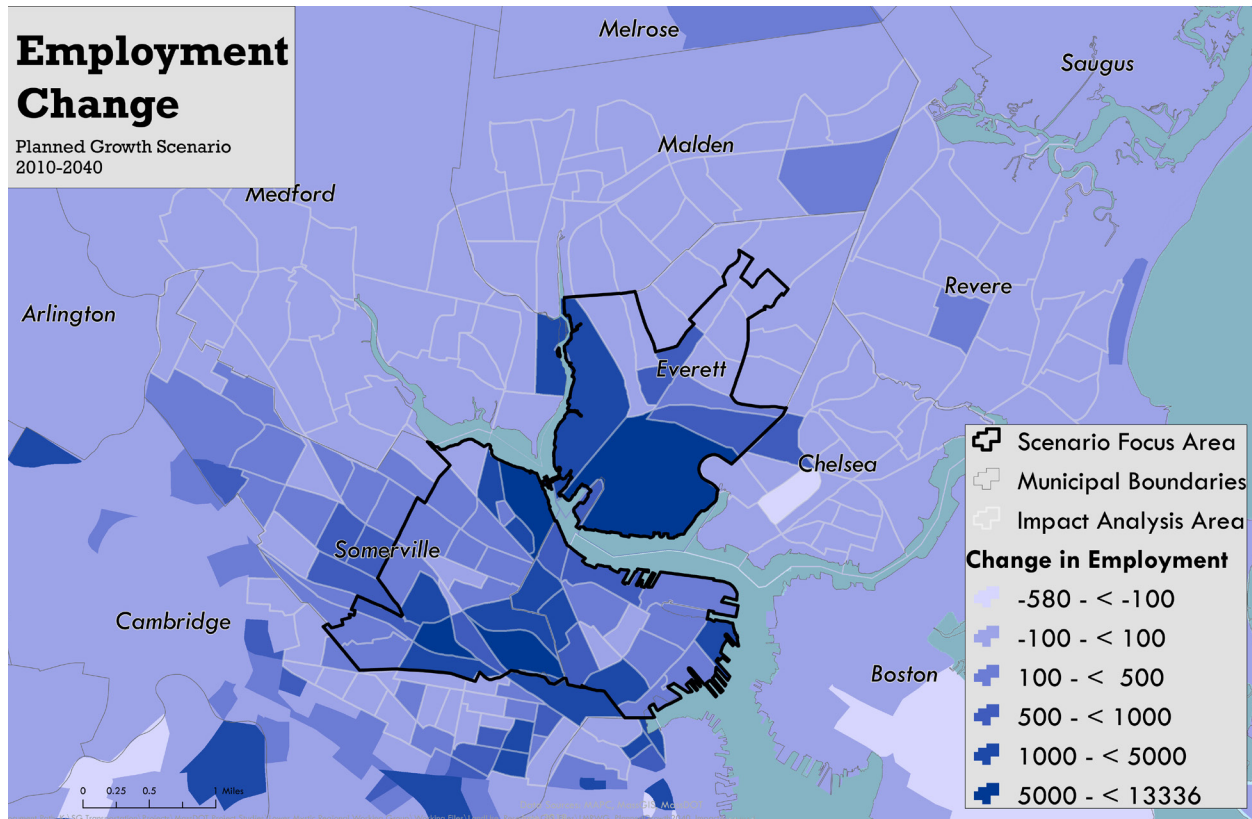 Employment
Change
Planned Growth Scenario
2010-2040
Melrose
Saugus
Malden
Medford
Revere
Arlington
Everett
Chelsea
Somerville
Cambridge
Boston
Scenario Focus Area
Municipal Boundaries
Impact Analysis Area
Change in Employment
-580 - < -100
-100 - < 100
100 - < 500
500 - < 1000
1000 - < 5000
5000 - < 13336
0 0.25 0.5 1 Miles